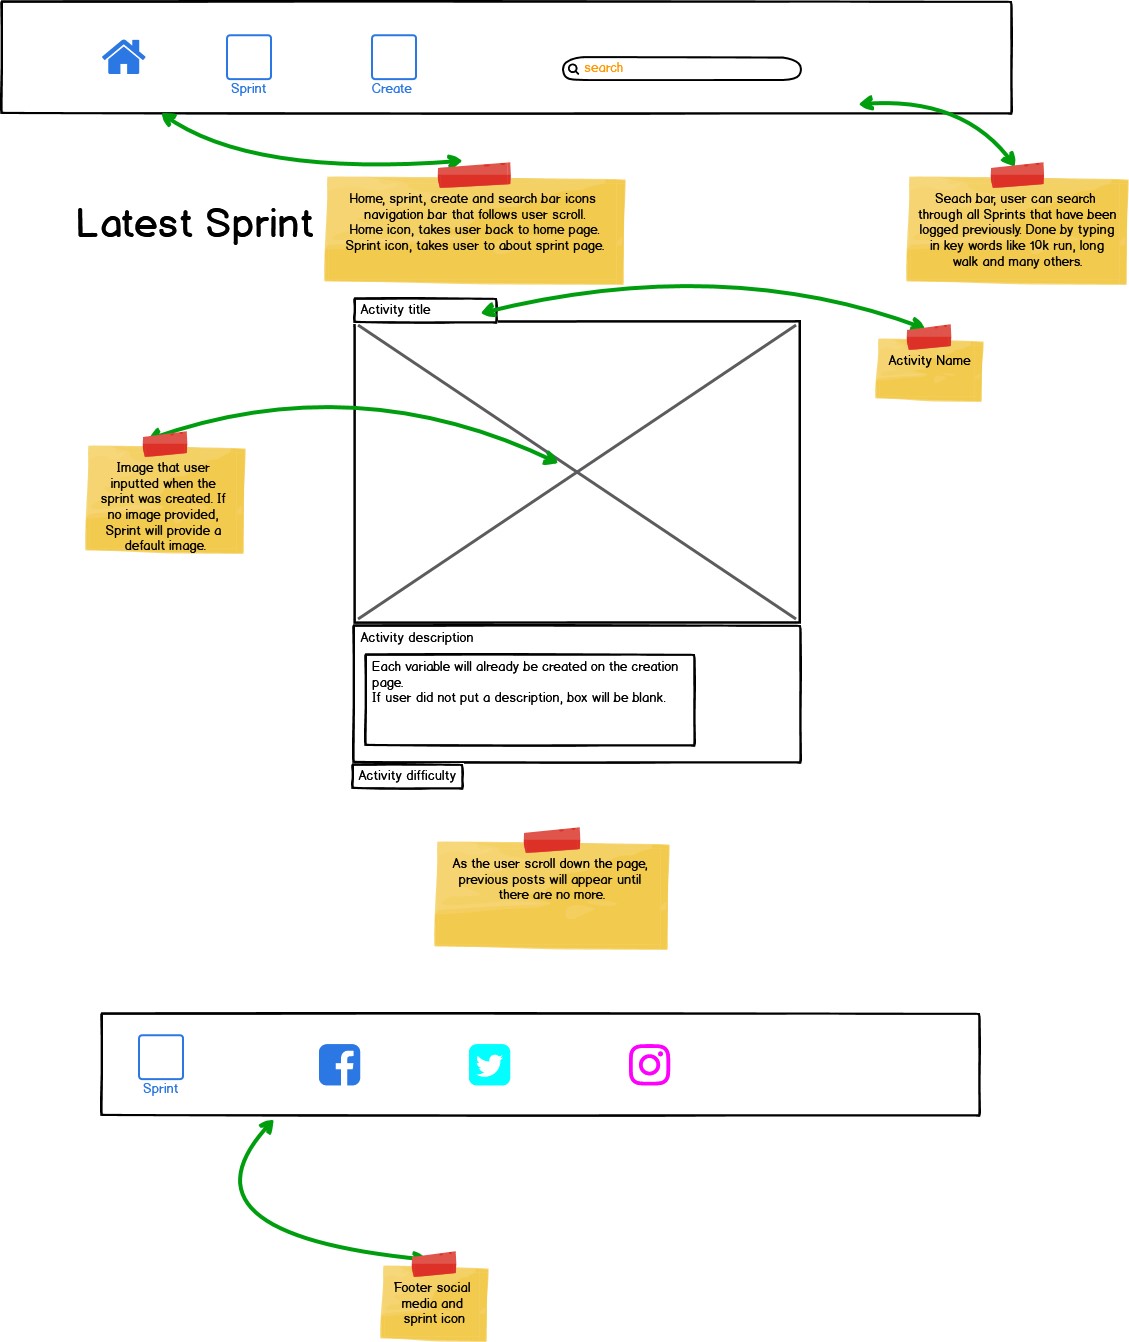 search
Sprint
Create
Latest Sprint
Home, sprint, create and search bar icons
navigation bar that follows user scroll.
Home icon, takes user back to home page.
Sprint icon, takes user to about sprint page.
Seach bar, user can search
through all Sprints that have been
logged previously. Done by typing
in key words like 10k run, long
walk and many others.
Activity title
Activity Name
Image that user
inputted when the
sprint was created. If
no image provided,
Sprint will provide a
default image.
Activity description
Each variable will already be created on the creation
page.
If user did not put a description, box will be blank.
Activity difficulty
As the user scroll down the page,
previous posts will appear until
there are no more.
Sprint
Footer social
media and
sprint icon